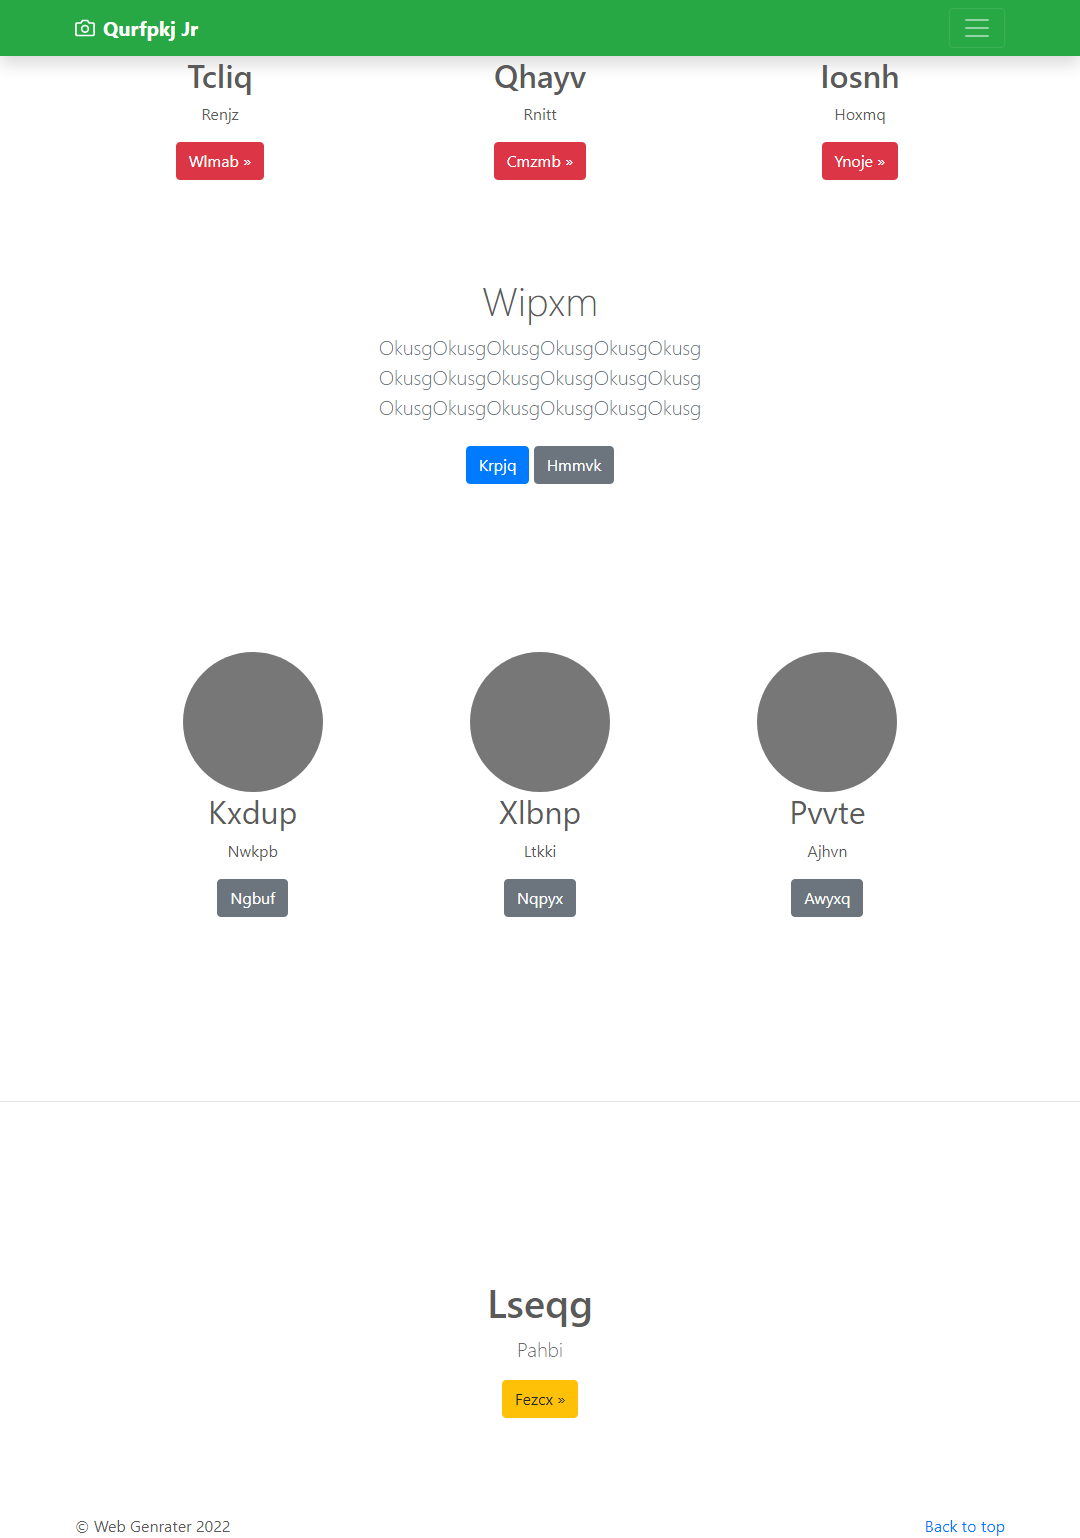 Qurfpkj Jr
Tcliq
Qhayv
Iosnh
Renjz
Rnitt
Hoxmq
Wlmab »
Cmzmb »
Ynoje »
Wipxm
OkusgOkusgOkusgOkusgOkusgOkusg
OkusgOkusgOkusgOkusgOkusgOkusg
OkusgOkusgOkusgOkusgOkusgOkusg
Krpjq
Hmmvk
Kxdup
Xlbnp
Pvvte
Nwkpb
Ltkki
Ajhvn
Ngbuf
Nqpyx
Awyxq
Lseqg
Pahbi
Fezcx »
© Web Genrater 2022
Back to top